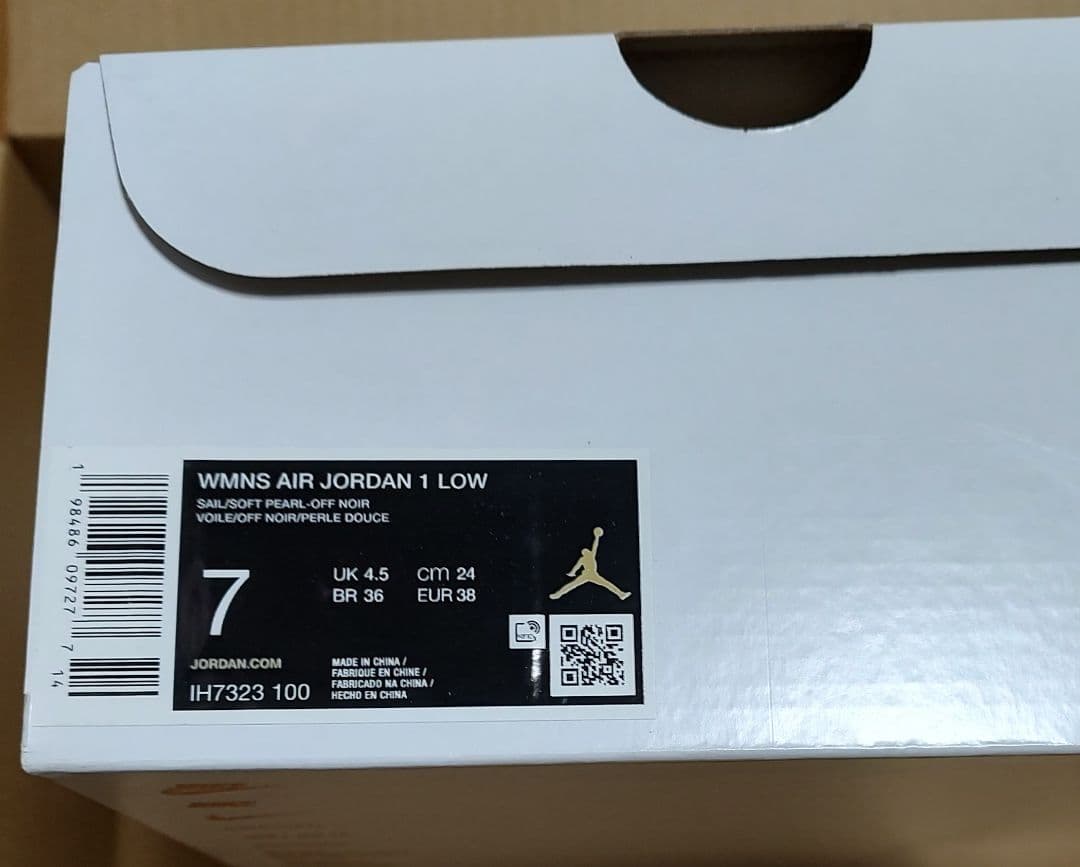 WMNS AIR JORDAN 1 LOW
SAIL/SOFT PEARL-OFF NOIR
VOILE/OFF NOIR/PERLE DOUCE
7
UK 4.5 cm 24
BR 36 EUR 38
JORDAN.COM
IH7323 100
MADE IN CHINA /
FABRIQUE EN CHINE /
FABRICADO NA CHINA /
HECHO EN CHINA
1 98486 09727 7 14